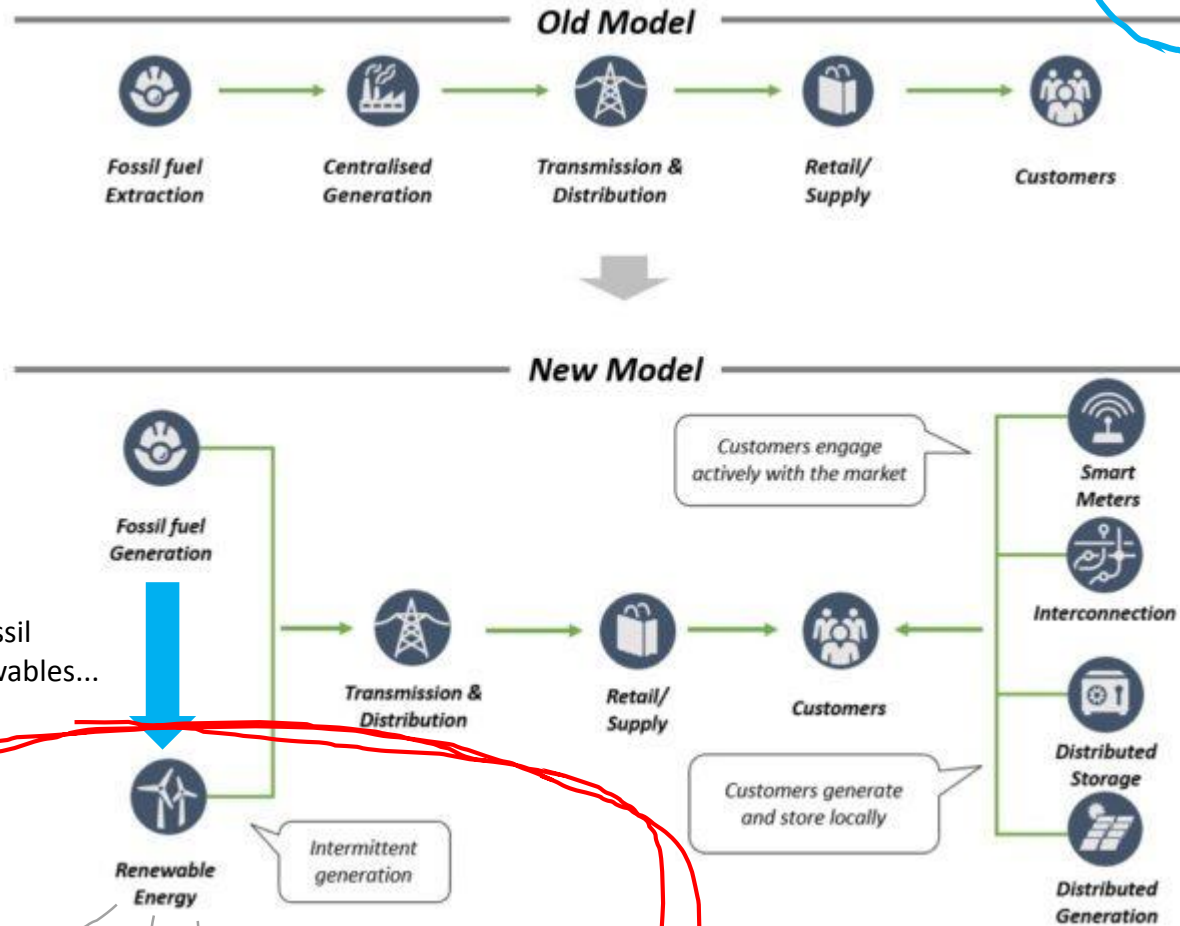 Old Model
Fossil fuel
Extraction
Centralised
Generation
Transmission &
Distribution
Retail/
Supply
Customers
New Model
Fossil fuel
Generation
ssil
vables...
Renewable
Energy
Intermittent
generation
Transmission &
Distribution
Retail/
Supply
Customers
Customers engage
actively with the market
Customers generate
and store locally
Smart
Meters
Interconnection
Distributed
Storage
Distributed
Generation